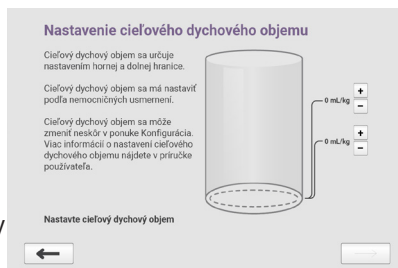 Nastavenie cieľového dychového objemu
Cieľový dychový objem sa určuje
nastavením hornej a dolnej hranice.
Cieľový dychový objem sa má nastaviť
podľa nemocničných usmernení.
Cieľový dychový objem sa môže
zmeniť neskôr v ponuke Konfigurácia.
Viac informácií o nastavení cieľového
dychového objemu nájdete v príručke
používateľa.
0 mL/kg
+
−
0 mL/kg
+
−
Nastavte cieľový dychový objem